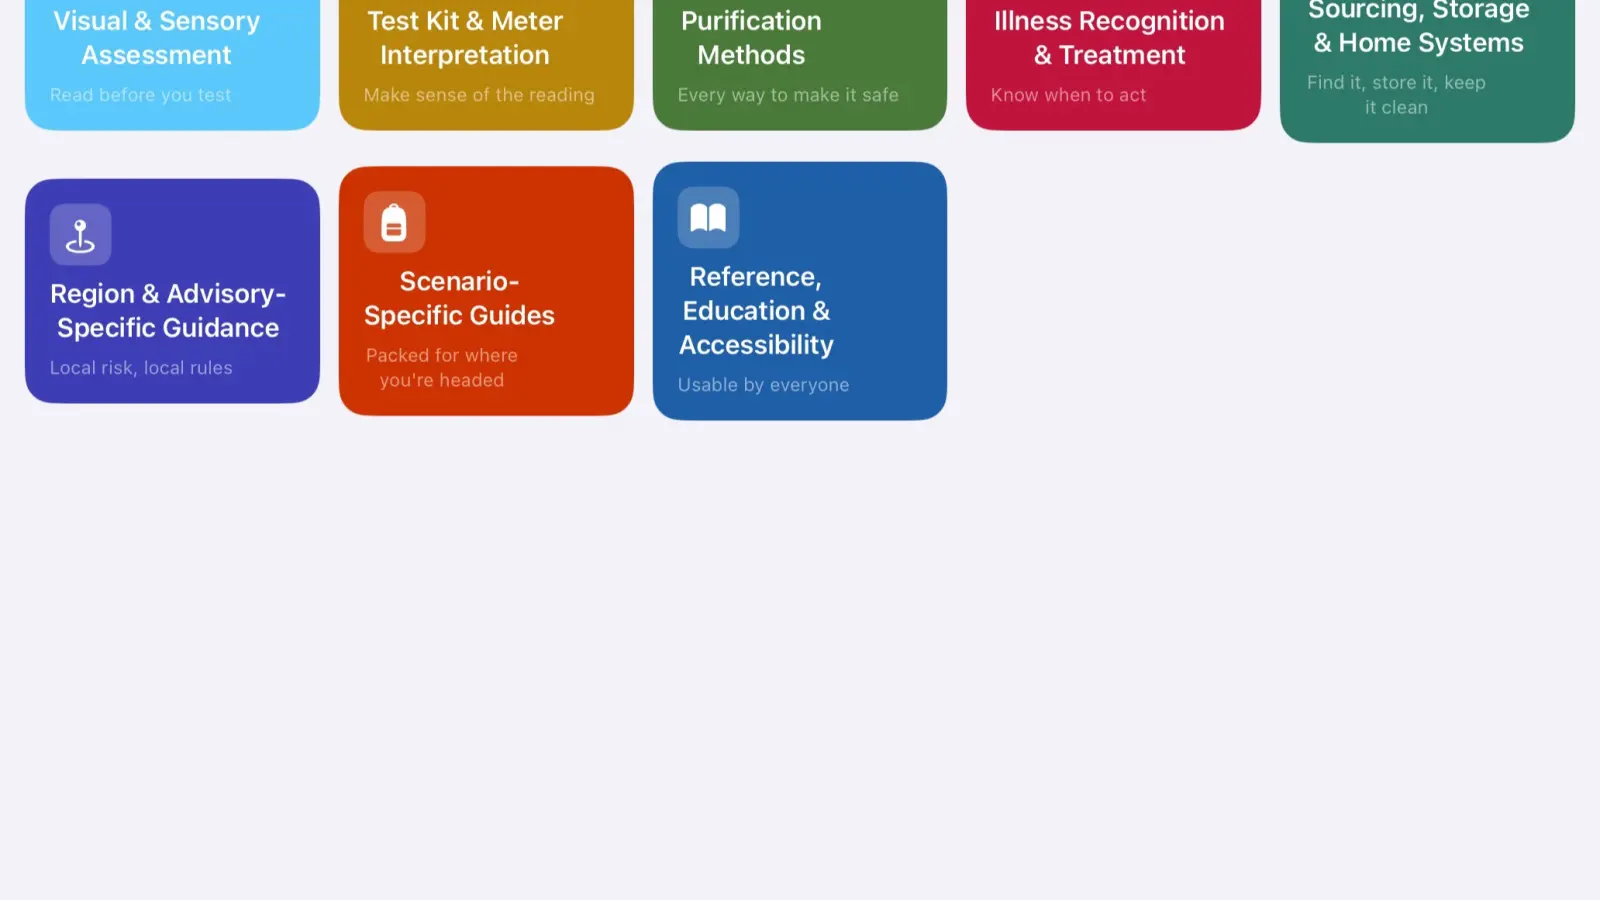 Visual & Sensory
Assessment
Read before you test
Test Kit & Meter
Interpretation
Make sense of the reading
Purification
Methods
Every way to make it safe
Illness Recognition
& Treatment
Know when to act
Sourcing, Storage
& Home Systems
Find it, store it, keep
it clean
Region & Advisory-
Specific Guidance
Local risk, local rules
Scenario-
Specific Guides
Packed for where
you're headed
Reference,
Education &
Accessibility
Usable by everyone